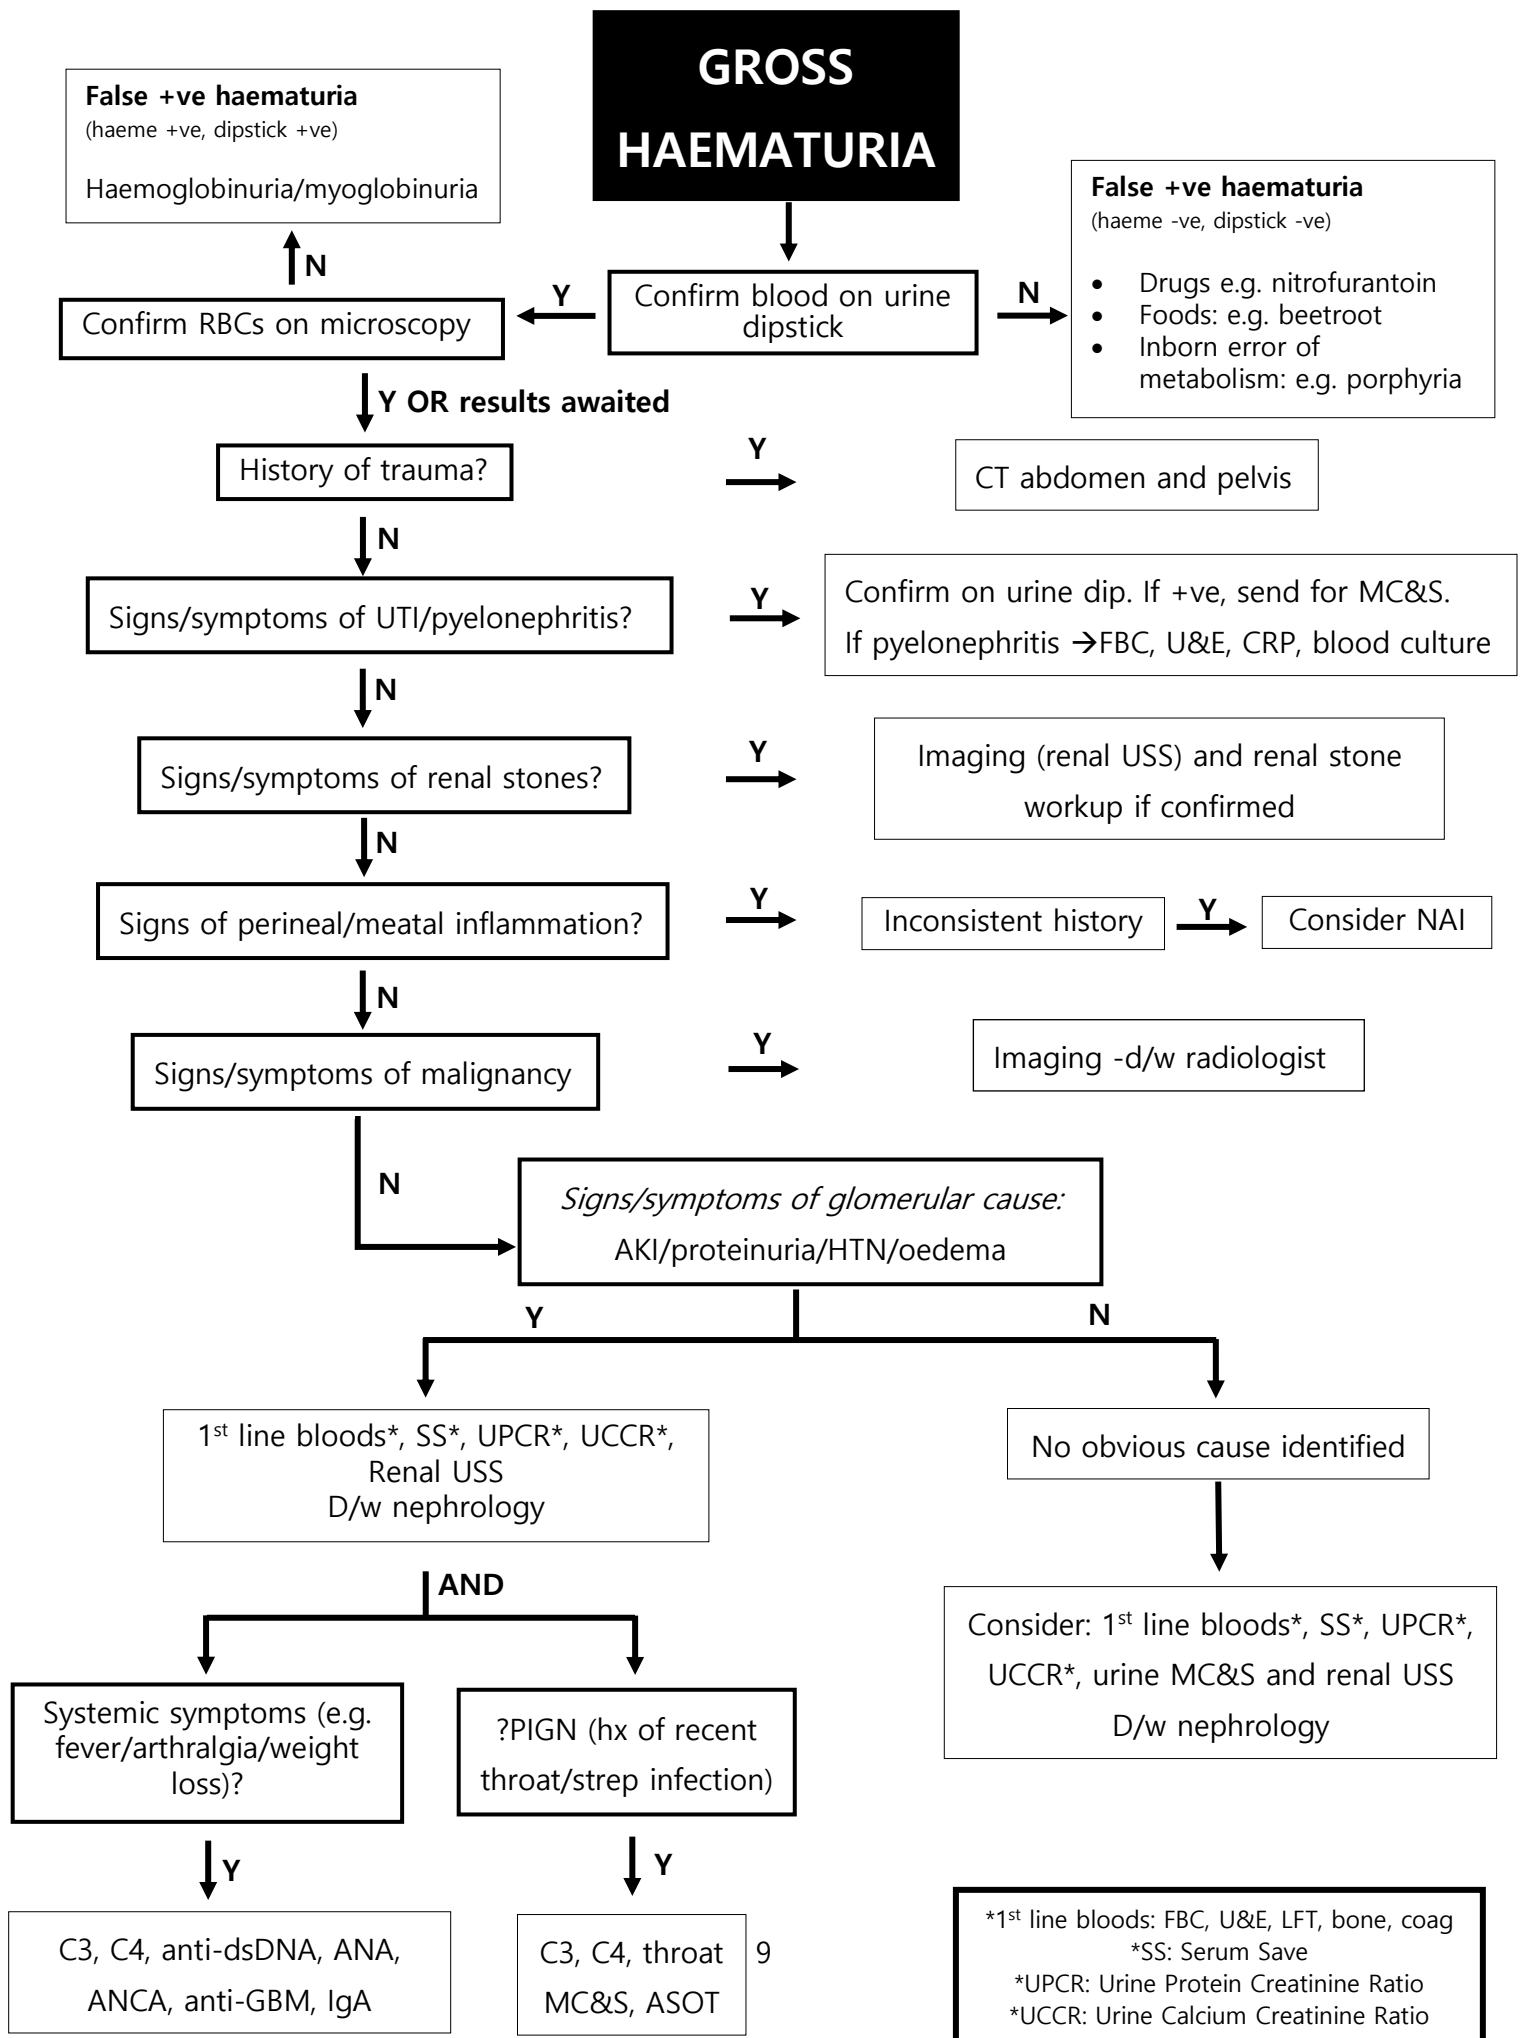 GROSS
HAEMATURIA
False +ve haematuria
(haeme +ve, dipstick +ve)
Haemoglobinuria/myoglobinuria
False +ve haematuria
(haeme -ve, dipstick -ve)
• Drugs e.g. nitrofurantoin
• Foods: e.g. beetroot
• Inborn error of
metabolism: e.g. porphyria
N
Confirm blood on urine
dipstick
Y
N
Confirm RBCs on microscopy
Y OR results awaited
History of trauma?
Y
CT abdomen and pelvis
N
Signs/symptoms of UTI/pyelonephritis?
Y
Confirm on urine dip. If +ve, send for MC&S.
If pyelonephritis →FBC, U&E, CRP, blood culture
N
Signs/symptoms of renal stones?
Y
Imaging (renal USS) and renal stone
workup if confirmed
N
Signs of perineal/meatal inflammation?
Y
Inconsistent history
Y
Consider NAI
N
Signs/symptoms of malignancy
Y
Imaging -d/w radiologist
N
Signs/symptoms of glomerular cause:
AKI/proteinuria/HTN/oedema
Y
N
1st line bloods*, SS*, UPCR*, UCCR*,
Renal USS
D/w nephrology
No obvious cause identified
AND
Consider: 1st line bloods*, SS*, UPCR*,
UCCR*, urine MC&S and renal USS
D/w nephrology
Systemic symptoms (e.g.
fever/arthralgia/weight
loss)?
?PIGN (hx of recent
throat/strep infection)
Y
Y
C3, C4, anti-dsDNA, ANA,
ANCA, anti-GBM, IgA
C3, C4, throat
MC&S, ASOT
9
*1st line bloods: FBC, U&E, LFT, bone, coag
*SS: Serum Save
*UPCR: Urine Protein Creatinine Ratio
*UCCR: Urine Calcium Creatinine Ratio